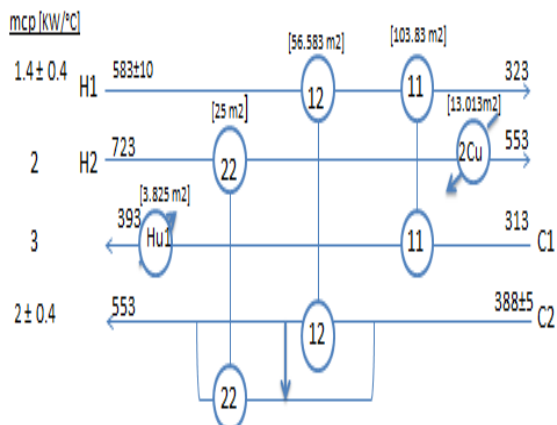 mcp [KW/°C]
[56.583 m2] [103.83 m2]
1.4 ± 0.4 H1 583±10 12 11 323
[25 m2] [13.013m2]
2 H2 723 22 2Cu 553
[3.825 m2]
3 393 Hu1 11 313 C1
2 ± 0.4 553 12 388±5 C2
22